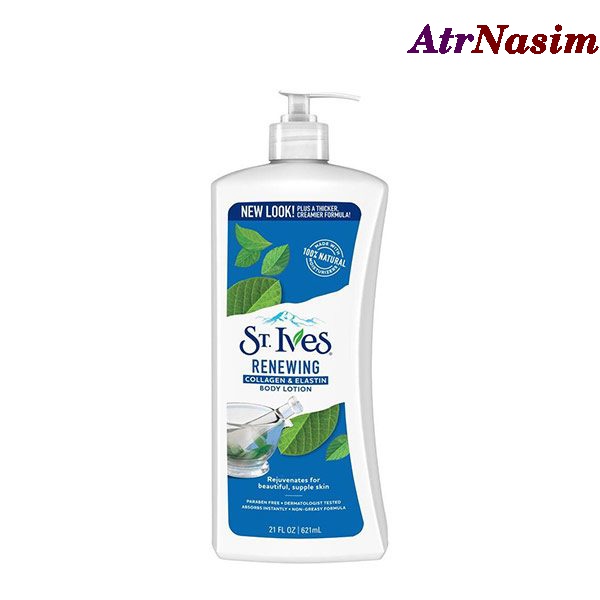 AtrNasim
NEW LOOK! PLUS A THICKER,
CREAMIER FORMULA!
MADE WITH
100% NATURAL
MOISTURIZERS
ST. IVES
RENEWING
COLLAGEN & ELASTIN
BODY LOTION
Rejuvenates for
beautiful, supple skin
PARABEN FREE • DERMATOLOGIST TESTED
ABSORBS INSTANTLY • NON-GREASY FORMULA
21 FL OZ | 621mL